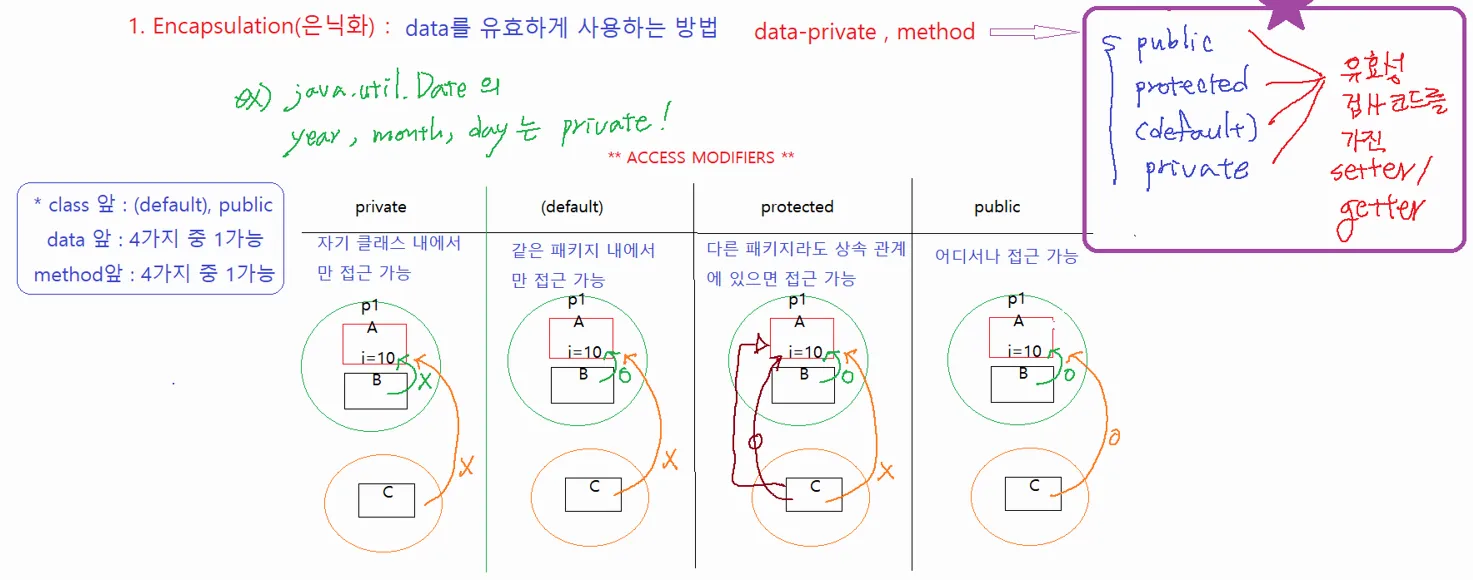 1. Encapsulation(은닉화) : data를 유효하게 사용하는 방법
data-private , method
public
protected
(default)
private
유효성
검사 코드를
가진
setter/
getter
ex) java.util.Date 의
year, month, day 는 private!
** ACCESS MODIFIERS **
* class 앞 : (default), public
data 앞 : 4가지 중 1가능
method앞 : 4가지 중 1가능
private
자기 클래스 내에서
만 접근 가능
p1
A
i=10
B
X
C
X
(default)
같은 패키지 내에서
만 접근 가능
p1
A
i=10
B
O
C
X
protected
다른 패키지라도 상속 관계
에 있으면 접근 가능
p1
A
i=10
B
O
O
C
X
public
어디서나 접근 가능
p1
A
i=10
B
O
C
O